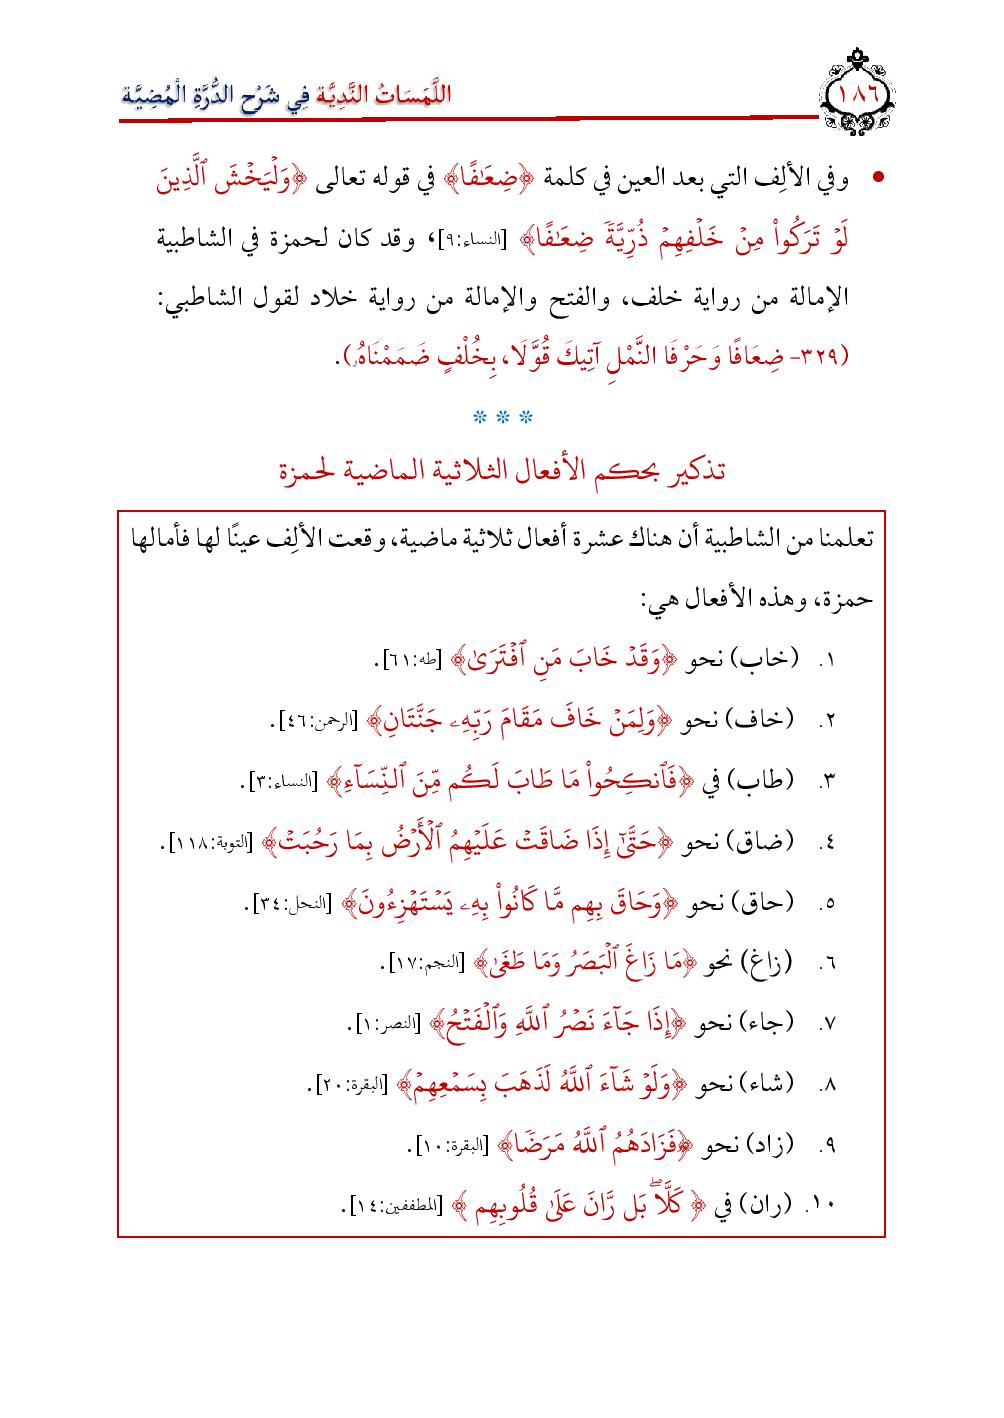 ١٨٦
اللَّمَسَاتُ النَّدِيَّة فِي شَرْحِ الدُّرَّةِ الْمُضِيَّة
• وفي الألِف التي بعد العين في كلمة ﴿ضِعَٰفًا﴾ في قوله تعالى ﴿وَلۡيَخۡشَ ٱلَّذِينَ
لَوۡ تَرَكُواْ مِنۡ خَلۡفِهِمۡ ذُرِّيَّةٗ ضِعَٰفًا﴾ [النساء:٩]، وقد كان لحمزة في الشاطبية
الإمالة من رواية خلف، والفتح والإمالة من رواية خلاد لقول الشاطبي:
(٣٢٩- ضِعَافًا وَحَرْفَا النَّمْلِ آتِيكَ قُوَّلَا، بِخُلْفٍ ضَمَمْنَاهُۥ).
* * *
تذكير بحكم الأفعال الثلاثية الماضية لحمزة
تعلمنا من الشاطبية أن هناك عشرة أفعال ثلاثية ماضية، وقعت الألِف عينًا لها فأمالها
حمزة، وهذه الأفعال هي:
١. (خاب) نحو ﴿وَقَدۡ خَابَ مَنِ ٱفۡتَرَىٰ﴾ [طه:٦١].
٢. (خاف) نحو ﴿وَلِمَنۡ خَافَ مَقَامَ رَبِّهِۦ جَنَّتَانِ﴾ [الرحمن:٤٦].
٣. (طاب) في ﴿فَٱنكِحُواْ مَا طَابَ لَكُم مِّنَ ٱلنِّسَآءِ﴾ [النساء:٣].
٤. (ضاق) نحو ﴿حَتَّىٰٓ إِذَا ضَاقَتۡ عَلَيۡهِمُ ٱلۡأَرۡضُ بِمَا رَحُبَتۡ﴾ [التوبة:١١٨].
٥. (حاق) نحو ﴿وَحَاقَ بِهِم مَّا كَانُواْ بِهِۦ يَسۡتَهۡزِءُونَ﴾ [النحل:٣٤].
٦. (زاغ) نحو ﴿مَا زَاغَ ٱلۡبَصَرُ وَمَا طَغَىٰ﴾ [النجم:١٧].
٧. (جاء) نحو ﴿إِذَا جَآءَ نَصۡرُ ٱللَّهِ وَٱلۡفَتۡحُ﴾ [النصر:١].
٨. (شاء) نحو ﴿وَلَوۡ شَآءَ ٱللَّهُ لَذَهَبَ بِسَمۡعِهِمۡ﴾ [البقرة:٢٠].
٩. (زاد) نحو ﴿فَزَادَهُمُ ٱللَّهُ مَرَضٗا﴾ [البقرة:١٠].
١٠. (ران) في ﴿كَلَّاۖ بَل رَّانَ عَلَىٰ قُلُوبِهِم ﴾ [المطففين:١٤].